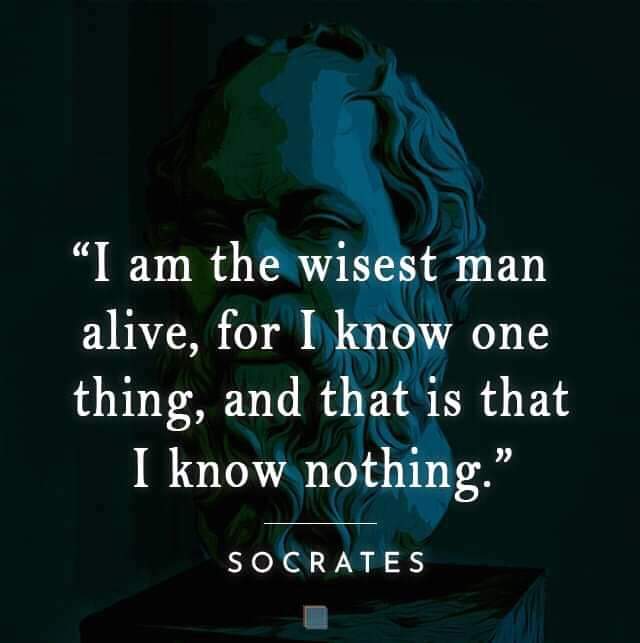 “I am the wisest man
alive, for I know one
thing, and that is that
I know nothing.”
SOCRATES